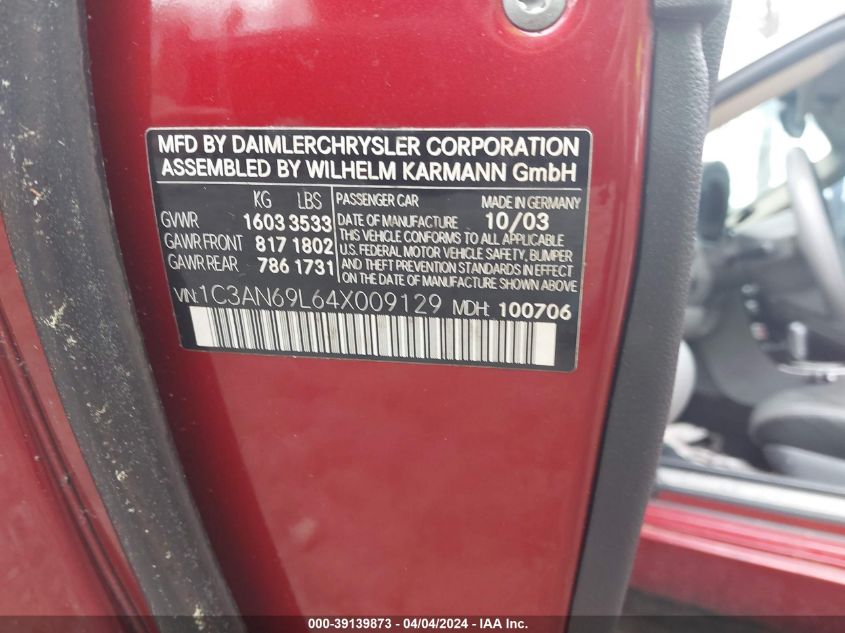 MFD BY DAIMLERCHRYSLER CORPORATION
ASSEMBLED BY WILHELM KARMANN GmbH
KG LBS
GVWR 1603 3533
GAWR FRONT 817 1802
GAWR REAR 786 1731
PASSENGER CAR MADE IN GERMANY
DATE OF MANUFACTURE 10/03
THIS VEHICLE CONFORMS TO ALL APPLICABLE
U.S. FEDERAL MOTOR VEHICLE SAFETY, BUMPER
AND THEFT PREVENTION STANDARDS IN EFFECT
ON THE DATE OF MANUFACTURE SHOWN ABOVE
VIN: 1C3AN69L64X009129 MDH: 100706
000-39139873 - 04/04/2024 - IAA Inc.